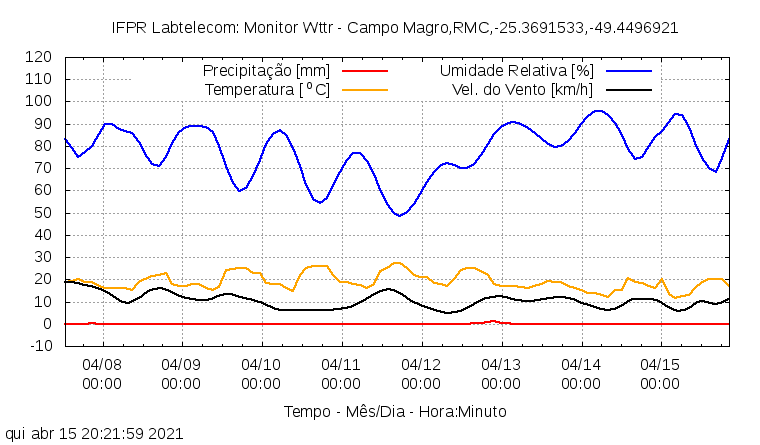 IFPR Labtelecom: Monitor Wttr - Campo Magro,RMC,-25.3691533,-49.4496921
120
110
100
90
80
70
60
50
40
30
20
10
0
-10
Precipitação [mm]
Temperatura [⁰C]
Umidade Relativa [%]
Vel. do Vento [km/h]
04/08 04/09 04/10 04/11 04/12 04/13 04/14 04/15
00:00 00:00 00:00 00:00 00:00 00:00 00:00 00:00
Tempo - Mês/Dia - Hora:Minuto
qui abr 15 20:21:59 2021